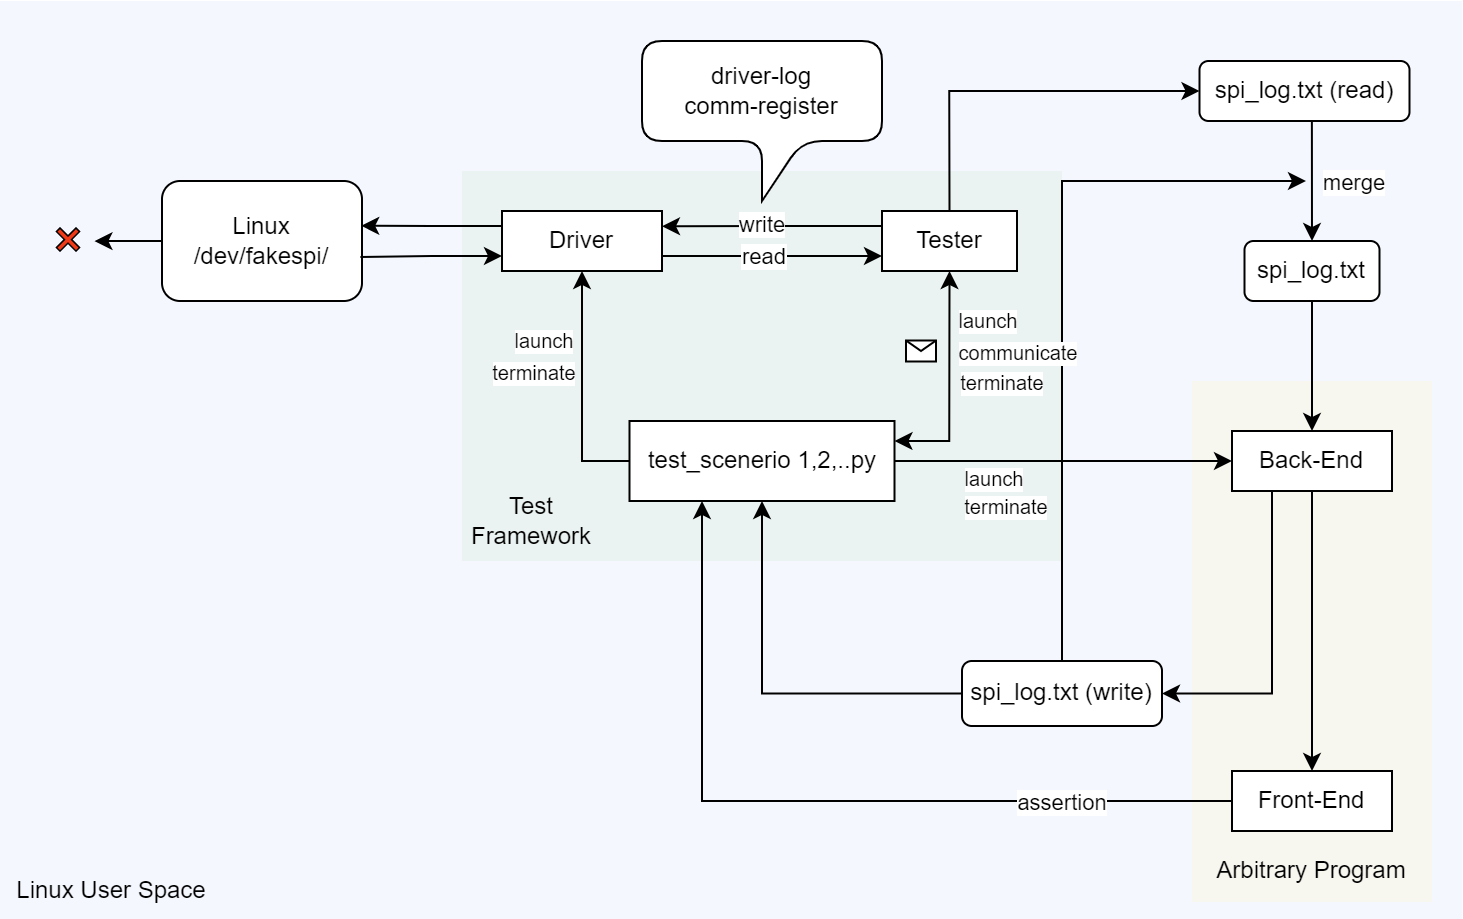 driver-log
comm-register
spi_log.txt (read)
merge
Linux
/dev/fakespi/
Driver
write
read
Tester
spi_log.txt
launch
terminate
launch
communicate
terminate
test_scenerio 1,2,..py
Back-End
launch
terminate
Test
Framework
spi_log.txt (write)
Front-End
assertion
Arbitrary Program
Linux User Space